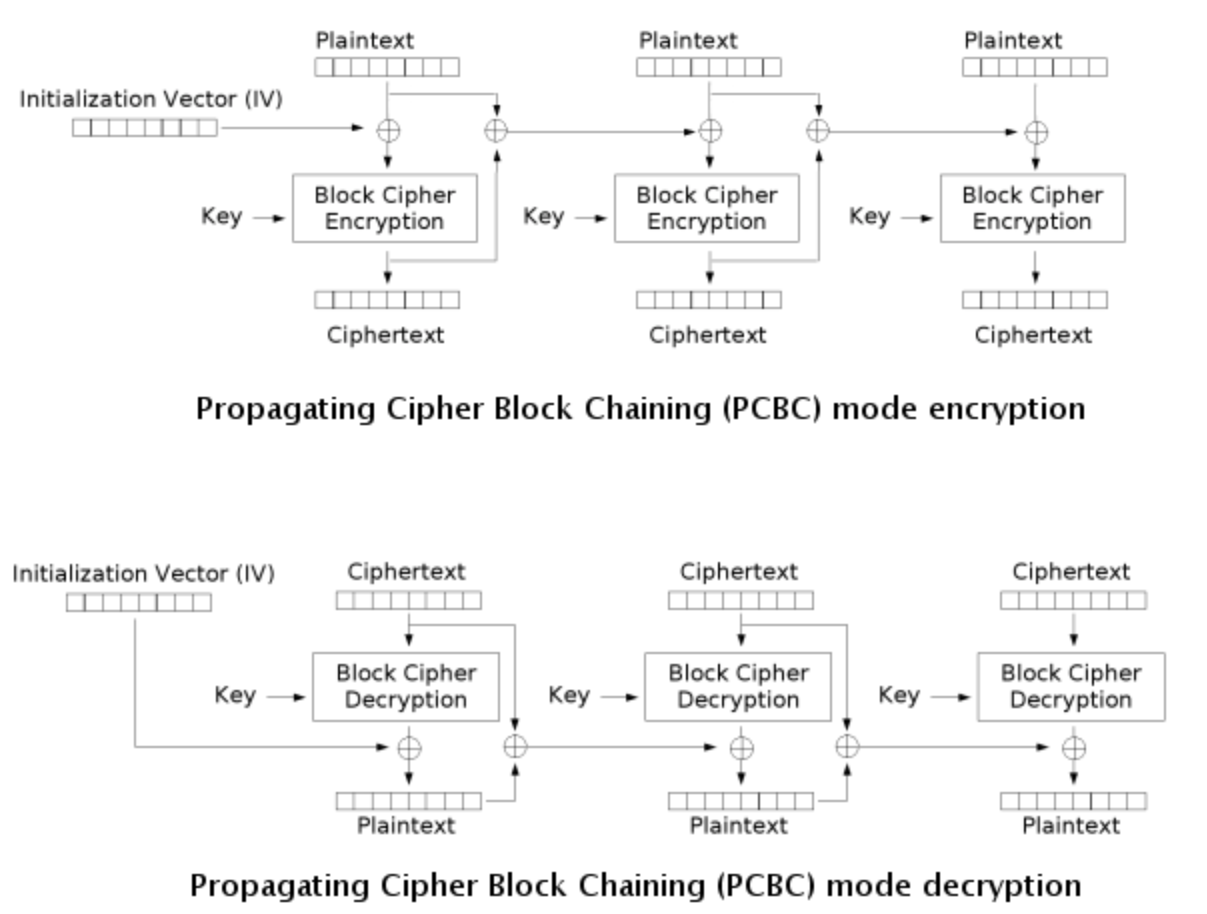 Plaintext
Plaintext
Plaintext
Initialization Vector (IV)
Block Cipher
Encryption
Block Cipher
Encryption
Block Cipher
Encryption
Key
Key
Key
Ciphertext
Ciphertext
Ciphertext
Propagating Cipher Block Chaining (PCBC) mode encryption
Initialization Vector (IV)
Ciphertext
Ciphertext
Ciphertext
Block Cipher
Decryption
Block Cipher
Decryption
Block Cipher
Decryption
Key
Key
Key
Plaintext
Plaintext
Plaintext
Propagating Cipher Block Chaining (PCBC) mode decryption